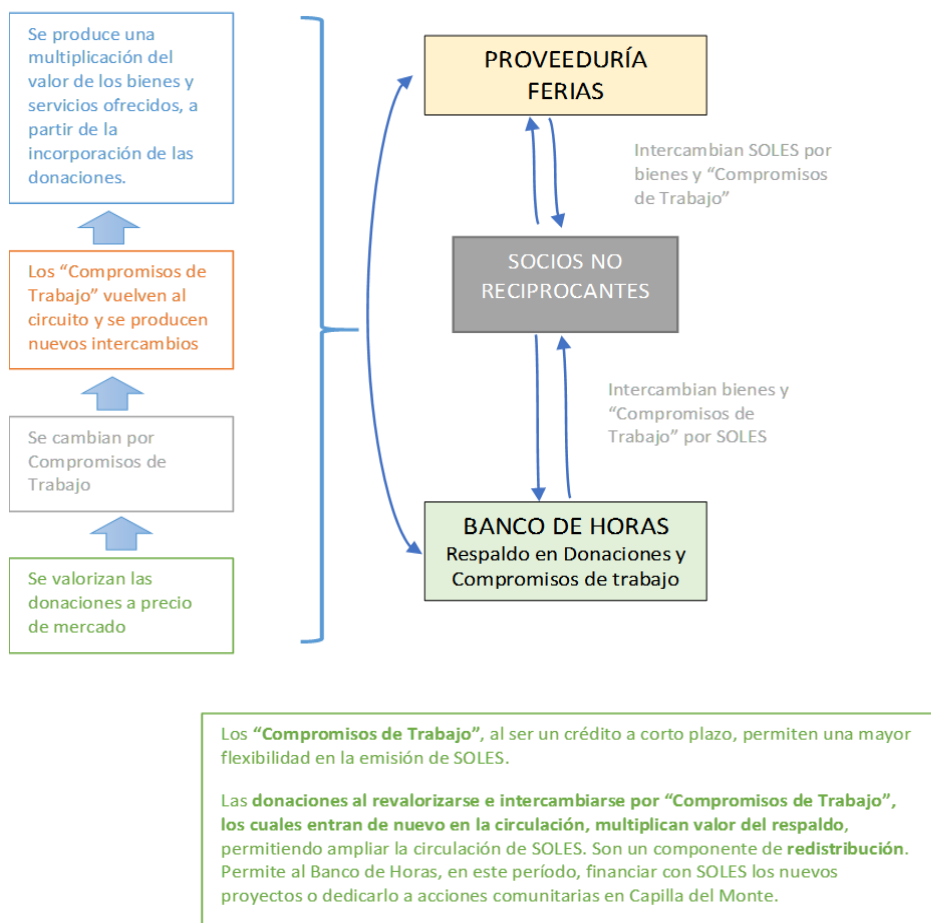 Se produce una
multiplicación del
valor de los bienes y
servicios ofrecidos, a
partir de la
incorporación de las
donaciones.
Los “Compromisos de
Trabajo” vuelven al
circuito y se producen
nuevos intercambios
Se cambian por
Compromisos de
Trabajo
Se valorizan las
donaciones a precio
de mercado
PROVEEDURÍA
FERIAS
Intercambian SOLES por
bienes y “Compromisos
de Trabajo”
SOCIOS NO
RECIPROCANTES
Intercambian bienes y
“Compromisos de
Trabajo” por SOLES
BANCO DE HORAS
Respaldo en Donaciones y
Compromisos de trabajo
Los “Compromisos de Trabajo”, al ser un crédito a corto plazo, permiten una mayor
flexibilidad en la emisión de SOLES.
Las donaciones al revalorizarse e intercambiarse por “Compromisos de Trabajo”,
los cuales entran de nuevo en la circulación, multiplican valor del respaldo,
permitiendo ampliar la circulación de SOLES. Son un componente de redistribución.
Permite al Banco de Horas, en este período, financiar con SOLES los nuevos
proyectos o dedicarlo a acciones comunitarias en Capilla del Monte.